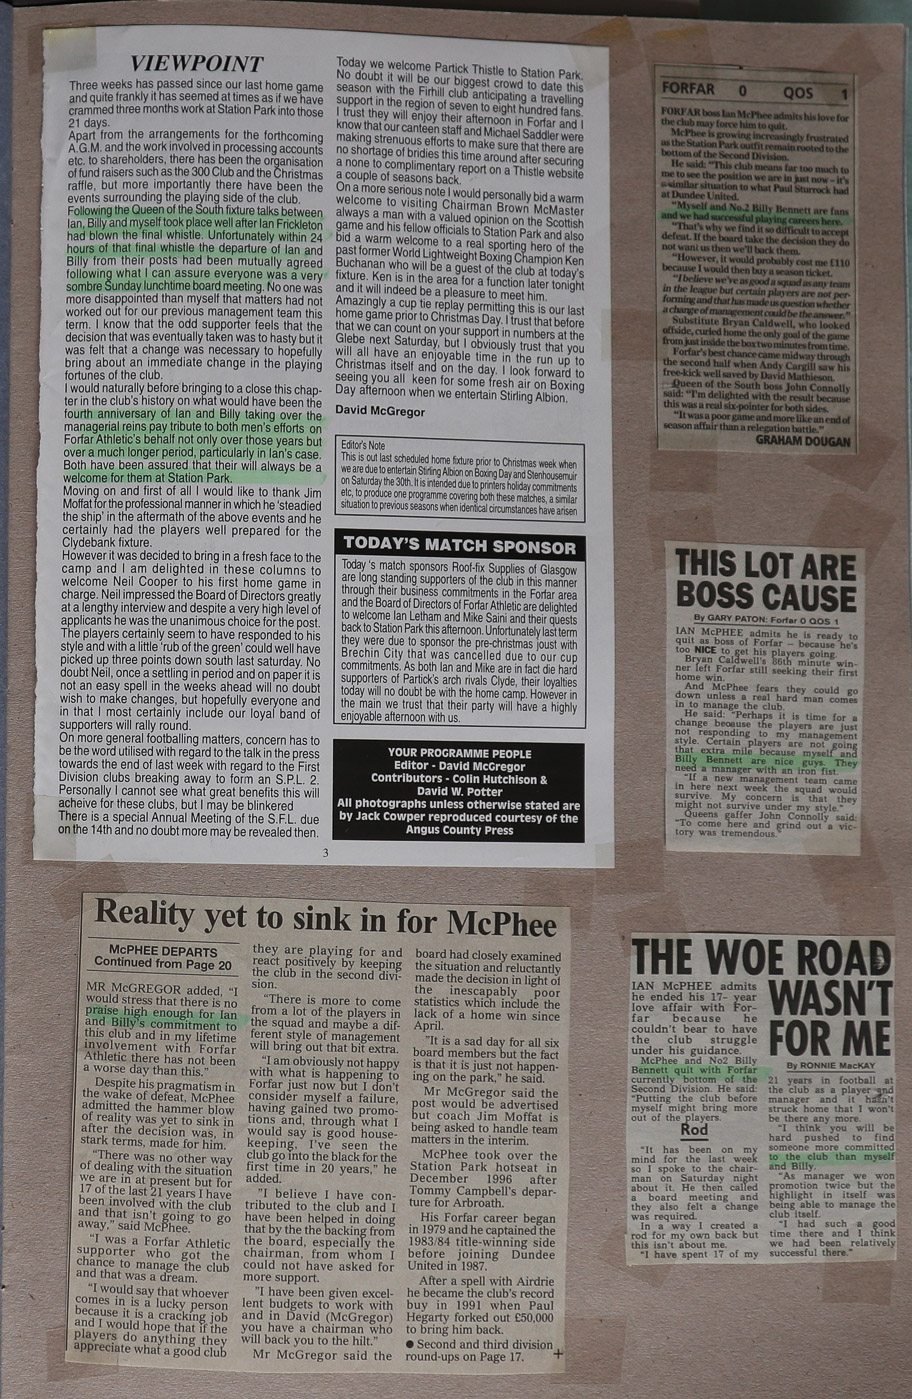 VIEWPOINT
Three weeks has passed since our last home game
and quite frankly it has seemed at times as if we have
crammed three months work at Station Park into those
21 days.
Apart from the arrangements for the forthcoming
A.G.M. and the work involved in processing accounts
etc. to shareholders, there has been the organisation
of fund raisers such as the 300 Club and the Christmas
raffle, but more importantly there have been the
events surrounding the playing side of the club.
Following the Queen of the South fixture talks between
Ian, Billy and myself took place well after Ian Frickleton
had blown the final whistle. Unfortunately within 24
hours of that final whistle the departure of Ian and
Billy from their posts had been mutually agreed
following what I can assure everyone was a very
sombre Sunday lunchtime board meeting. No one was
more disappointed than myself that matters had not
worked out for our previous management team this
term. I know that the odd supporter feels that the
decision that was eventually taken was to hasty but it
was felt that a change was necessary to hopefully
bring about an immediate change in the playing
fortunes of the club.
I would naturally before bringing to a close this chap-
ter in the club's history on what would have been the
fourth anniversary of Ian and Billy taking over the
managerial reins pay tribute to both men's efforts on
Forfar Athletic's behalf not only over those years but
over a much longer period, particularly in Ian's case.
Both have been assured that their will always be a
welcome for them at Station Park.
Moving on and first of all I would like to thank Jim
Moffat for the professional manner in which he 'steadied
the ship' in the aftermath of the above events and he
certainly had the players well prepared for the
Clydebank fixture.
However it was decided to bring in a fresh face to the
camp and I am delighted in these columns to
welcome Neil Cooper to his first home game in
charge. Neil impressed the Board of Directors greatly
at a lengthy interview and despite a very high level of
applicants he was the unanimous choice for the post.
The players certainly seem to have responded to his
style and with a little 'rub of the green' could well have
picked up three points down south last saturday. No
doubt Neil, once a settling in period and on paper it is
not an easy spell in the weeks ahead will no doubt
wish to make changes, but hopefully everyone and
in that I most certainly include our loyal band of
supporters will rally round.
On more general footballing matters, concern has to
be the word utilised with regard to the talk in the press
towards the end of last week with regard to the First
Division clubs breaking away to form an S.P.L. 2.
Personally I cannot see what great benefits this will
acheive for these clubs, but I may be blinkered
There is a special Annual Meeting of the S.F.L. due
on the 14th and no doubt more may be revealed then.
Today we welcome Partick Thistle to Station Park.
No doubt it will be our biggest crowd to date this
season with the Firhill club anticipating a travelling
support in the region of seven to eight hundred fans.
I trust they will enjoy their afternoon in Forfar and I
know that our canteen staff and Michael Saddler were
making strenuous efforts to make sure that there are
no shortage of bridies this time around after securing
a none to complimentary report on a Thistle website
a couple of seasons back.
On a more serious note I would personally bid a warm
welcome to visiting Chairman Brown McMaster
always a man with a valued opinion on the Scottish
game and his fellow officials to Station Park and also
did bid a warm welcome to a real sporting hero of the
past former World Lightweight Boxing Champion Ken
Buchanan who will be a guest of the club at today's
fixture. Ken is in the area for a function later tonight
and it will indeed be a pleasure to meet him.
Amazingly a cup tie replay permitting this is our last
home game prior to Christmas Day. I trust that before
that we can count on your support in numbers at the
Glebe next Saturday, but I obviously trust that you
will all have an enjoyable time in the run up to
Christmas itself and on the day. I look forward to
seeing you all keen for some fresh air on Boxing
Day afternoon when we entertain Stirling Albion.
David McGregor
Editor's Note
This is out last scheduled home fixture prior to Christmas week when
we are due to entertain Stirling Albion on Boxing Day and Stenhousemuir
on Saturday the 30th. It is intended due to printers holiday commitments
etc, to produce one programme covering both these matches, a similar
situation to previous seasons when identical circumstances have arisen
TODAY'S MATCH SPONSOR
Today 's match sponsors Roof-fix Supplies of Glasgow
are long standing supporters of the club in this manner
through their business commitments in the Forfar area
and the Board of Directors of Forfar Athletic are delighted
to welcome Ian Letham and Mike Saini and their guests
back to Station Park this afternoon. Unfortunately last term
they were due to sponsor the pre-christmas joust with
Brechin City that was cancelled due to our cup
commitments. As both Ian and Mike are in fact die hard
supporters of Partick's arch rivals Clyde, their loyalties
today will no doubt be with the home camp. However in
the main we trust that their party will have a highly
enjoyable afternoon with us.
YOUR PROGRAMME PEOPLE
Editor - David McGregor
Contributors - Colin Hutchison &
David W. Potter
All photographs unless otherwise stated are
by Jack Cowper reproduced courtesy of the
Angus County Press
3
FORFAR 0 QOS 1
FORFAR boss Ian McPhee admits his love for
the club may force him to quit.
McPhee is growing increasingly frustrated
as the Station Park outfit remain rooted to the
bottom of the Second Division.
He said: "This club means far too much to
me to see the position we are in just now – it's
a similar situation to what Paul Sturrock had
at Dundee United.
"Myself and No.2 Billy Bennett are fans
and we had successful playing careers here.
"That's why we find it so difficult to accept
defeat. If the board take the decision they do
not want us then we'll back them.
"However, it would probably cost me £110
because I would then buy a season ticket.
"I believe we've as good a squad as any team
in the league but certain players are not per-
forming and that has made us question whether
a change of management could be the answer."
Substitute Bryan Caldwell, who looked
offside, curled home the only goal of the game
from just inside the box two minutes from time.
Forfar's best chance came midway through
the second half when Andy Cargill saw his
free-kick well saved by David Mathieson.
Queen of the South boss John Connolly
said: "I'm delighted with the result because
this was a real six-pointer for both sides.
"It was a poor game and more like an end of
season affair than a relegation battle."
GRAHAM DOUGAN
THIS LOT ARE
BOSS CAUSE
By GARY PATON: Forfar 0 QOS 1
IAN McPHEE admits he is ready to
quit as boss of Forfar – because he's
too NICE to get his players going.
Bryan Caldwell's 86th minute win-
ner left Forfar still seeking their first
home win.
And McPhee fears they could go
down unless a real hard man comes
in to manage the club.
He said: "Perhaps it is time for a
change because the players are just
not responding to my management
style. Certain players are not going
that extra mile because myself and
Billy Bennett are nice guys. They
need a manager with an iron fist.
"If a new management team came
in here next week the squad would
survive. My concern is that they
might not survive under my style."
Queens gaffer John Connolly said:
"To come here and grind out a vic-
tory was tremendous."
Reality yet to sink in for McPhee
McPHEE DEPARTS
Continued from Page 20
MR McGREGOR added, "I
would stress that there is no
praise high enough for Ian
and Billy's commitment to
this club and in my lifetime
involvement with Forfar
Athletic there has not been
a worse day than this."
Despite his pragmatism in
the wake of defeat, McPhee
admitted the hammer blow
of reality was yet to sink in
after the decision was, in
stark terms, made for him.
"There was no other way
of dealing with the situation
we are in at present but for
17 of the last 21 years I have
been involved with the club
and that isn't going to go
away," said McPhee.
"I was a Forfar Athletic
supporter who got the
chance to manage the club
and that was a dream.
"I would say that whoever
comes in is a lucky person
because it is a cracking job
and I would hope that if the
players do anything they
appreciate what a good club
they are playing for and
react positively by keeping
the club in the second divi-
sion.
"There is more to come
from a lot of the players in
the squad and maybe a dif-
ferent style of management
will bring out that bit extra.
"I am obviously not happy
with what is happening to
Forfar just now but I don't
consider myself a failure,
having gained two promo-
tions and, through what I
would say is good house-
keeping, I've seen the
club go into the black for the
first time in 20 years," he
added.
"I believe I have con-
tributed to the club and I
have been helped in doing
that by the the backing from
the board, especially the
chairman, from whom I
could not have asked for
more support.
"I have been given excel-
lent budgets to work with
and in David (McGregor)
you have a chairman who
will back you to the hilt."
Mr McGregor said the
board had closely examined
the situation and reluctantly
made the decision in light of
the inescapably poor
statistics which include the
lack of a home win since
April.
"It is a sad day for all six
board members but the fact
is that it is just not happen-
ing on the park," he said.
Mr McGregor said the
post would be advertised
but coach Jim Moffat is
being asked to handle team
matters in the interim.
McPhee took over the
Station Park hotseat in
December 1996 after
Tommy Campbell's depar-
ture for Arbroath.
His Forfar career began
in 1979 and he captained the
1983/84 title-winning side
before joining Dundee
United in 1987.
After a spell with Airdrie
he became the club's record
buy in 1991 when Paul
Hegarty forked out £50,000
to bring him back.
● Second and third division
round-ups on Page 17.
THE WOE ROAD
WASN'T
FOR ME
By RONNIE MacKAY
IAN McPHEE admits
he ended his 17- year
love affair with For-
far because he
couldn't bear to have
the club struggle
under his guidance.
McPhee and No2 Billy
Bennett quit with Forfar
currently bottom of the
Second Division. He said:
"Putting the club before
myself might bring more
out of the players.
Rod
"It has been on my
mind for the last week
so I spoke to the chair-
man on Saturday night
about it. He then called
a board meeting and
they also felt a change
was required.
In a way I created a
rod for my own back but
this isn't about me.
"I have spent 17 of my
21 years in football at
the club as a player and
manager and it hasn't
struck home that I won't
be there any more.
"I think you will be
hard pushed to find
someone more committed
to the club than myself
and Billy.
"As manager we won
promotion twice but the
highlight in itself was
being able to manage the
club itself.
"I had such a good
time there and I think
we had been relatively
successful there."